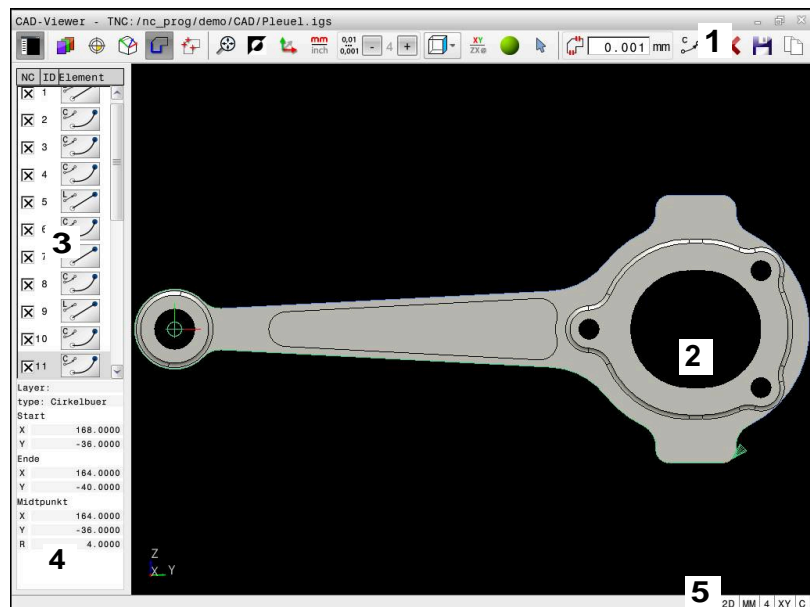 CAD-Viewer - TNC:/nc_prog/demo/CAD/Pleuel.igs
mm
inch
0,01
0,001
- 4 +
XY
ZXØ
0.001 mm
C
1
NC ID Element
1
2 C
3 C
4 C
5 L
6 C
7
8 C
9 L
10 C
11 C
3
2
Layer:
type: Cirkelbuer
Start
X 168.0000
Y -36.0000
Ende
X 164.0000
Y -40.0000
Midtpunkt
X 164.0000
Y -36.0000
R 4.0000
4
Z
X Y
5
2D MM 4 XY C